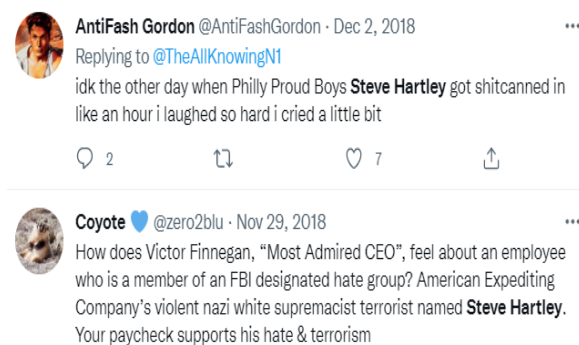 AntiFash Gordon @AntiFashGordon · Dec 2, 2018
Replying to @TheAllKnowingN1
idk the other day when Philly Proud Boys Steve Hartley got shitcanned in
like an hour i laughed so hard i cried a little bit
2 7
Coyote 💙 @zero2blu · Nov 29, 2018
How does Victor Finnegan, “Most Admired CEO”, feel about an employee
who is a member of an FBI designated hate group? American Expediting
Company’s violent nazi white supremacist terrorist named Steve Hartley.
Your paycheck supports his hate & terrorism